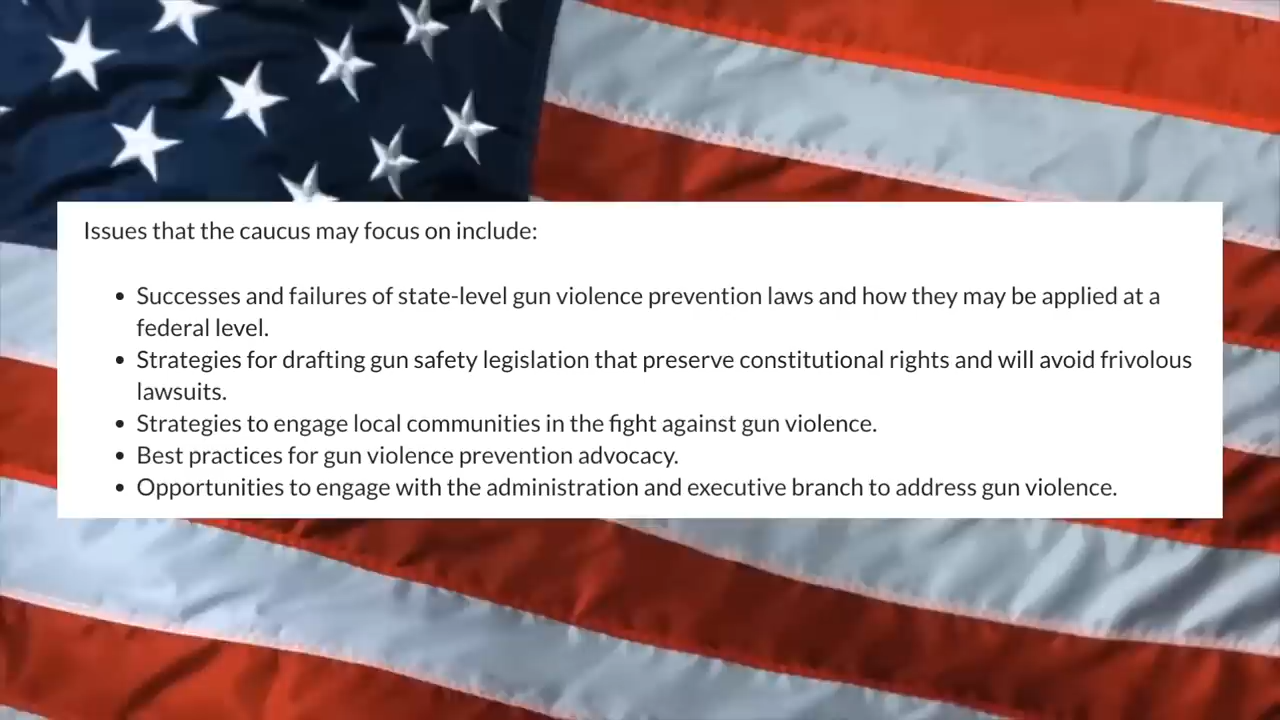 Issues that the caucus may focus on include:
• Successes and failures of state-level gun violence prevention laws and how they may be applied at a
federal level.
• Strategies for drafting gun safety legislation that preserve constitutional rights and will avoid frivolous
lawsuits.
• Strategies to engage local communities in the fight against gun violence.
• Best practices for gun violence prevention advocacy.
• Opportunities to engage with the administration and executive branch to address gun violence.